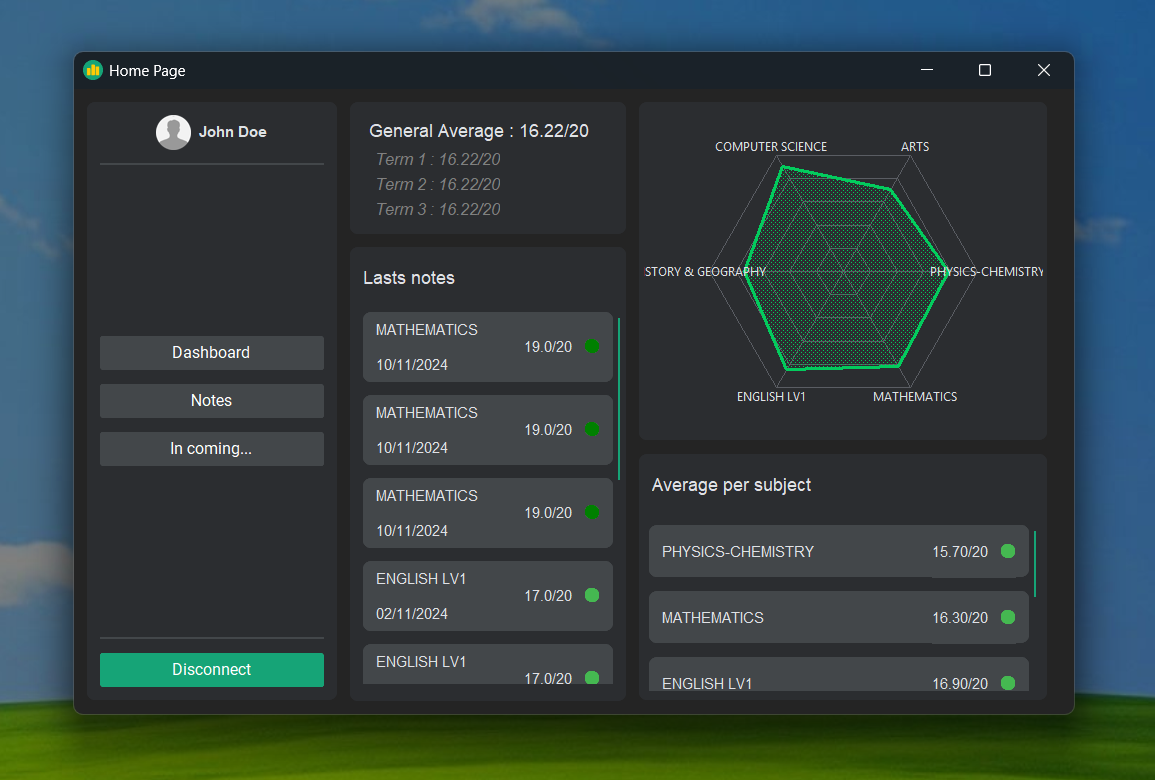 Home Page
John Doe
Dashboard
Notes
In coming...
Disconnect
General Average : 16.22/20
Term 1 : 16.22/20
Term 2 : 16.22/20
Term 3 : 16.22/20
Lasts notes
MATHEMATICS
19.0/20
10/11/2024
MATHEMATICS
19.0/20
10/11/2024
MATHEMATICS
19.0/20
10/11/2024
ENGLISH LV1
17.0/20
02/11/2024
ENGLISH LV1
17.0/20
COMPUTER SCIENCE
ARTS
STORY & GEOGRAPHY
PHYSICS-CHEMISTRY
ENGLISH LV1
MATHEMATICS
Average per subject
PHYSICS-CHEMISTRY 15.70/20
MATHEMATICS 16.30/20
ENGLISH LV1 16.90/20